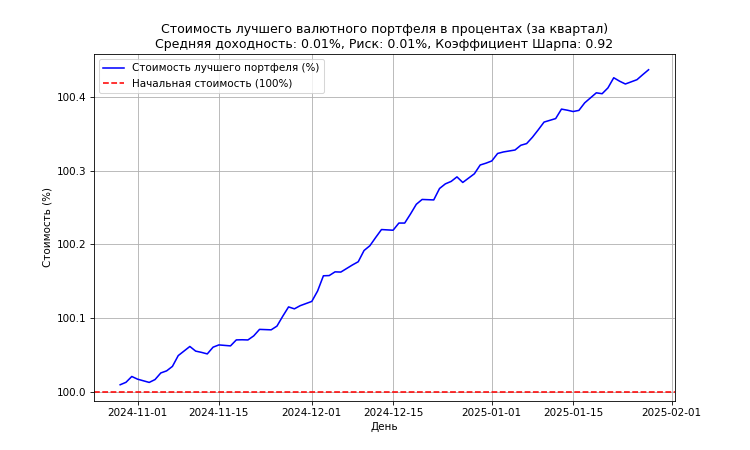 Стоимость лучшего валютного портфеля в процентах (за квартал)
Средняя доходность: 0.01%, Риск: 0.01%, Коэффициент Шарпа: 0.92
Стоимость лучшего портфеля (%)
Начальная стоимость (100%)
Стоимость (%)
100.4
100.3
100.2
100.1
100.0
2024-11-01
2024-11-15
2024-12-01
2024-12-15
2025-01-01
2025-01-15
2025-02-01
День